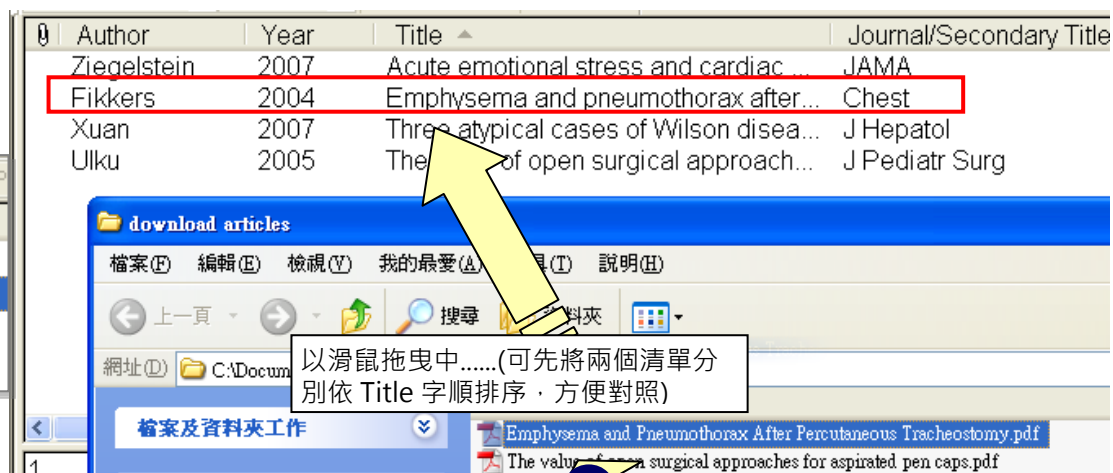 Author Year Title Journal/Secondary Title
Ziegelstein 2007 Acute emotional stress and cardiac ... JAMA
Fikkers 2004 Emphysema and pneumothorax after... Chest
Xuan 2007 Three atypical cases of Wilson disea... J Hepatol
Ulku 2005 The of open surgical approach... J Pediatr Surg
download articles
檔案(F) 編輯(E) 檢視(V) 我的最愛(A) (T) 說明(H)
上一頁 搜尋 資料夾
網址(D) C:\Docum
以滑鼠拖曳中......(可先將兩個清單分
別依 Title 字順排序，方便對照)
檔案及資料夾工作
Emphysema and Pneumothorax After Percutaneous Tracheostomy.pdf
The value open surgical approaches for aspirated pen caps.pdf
1